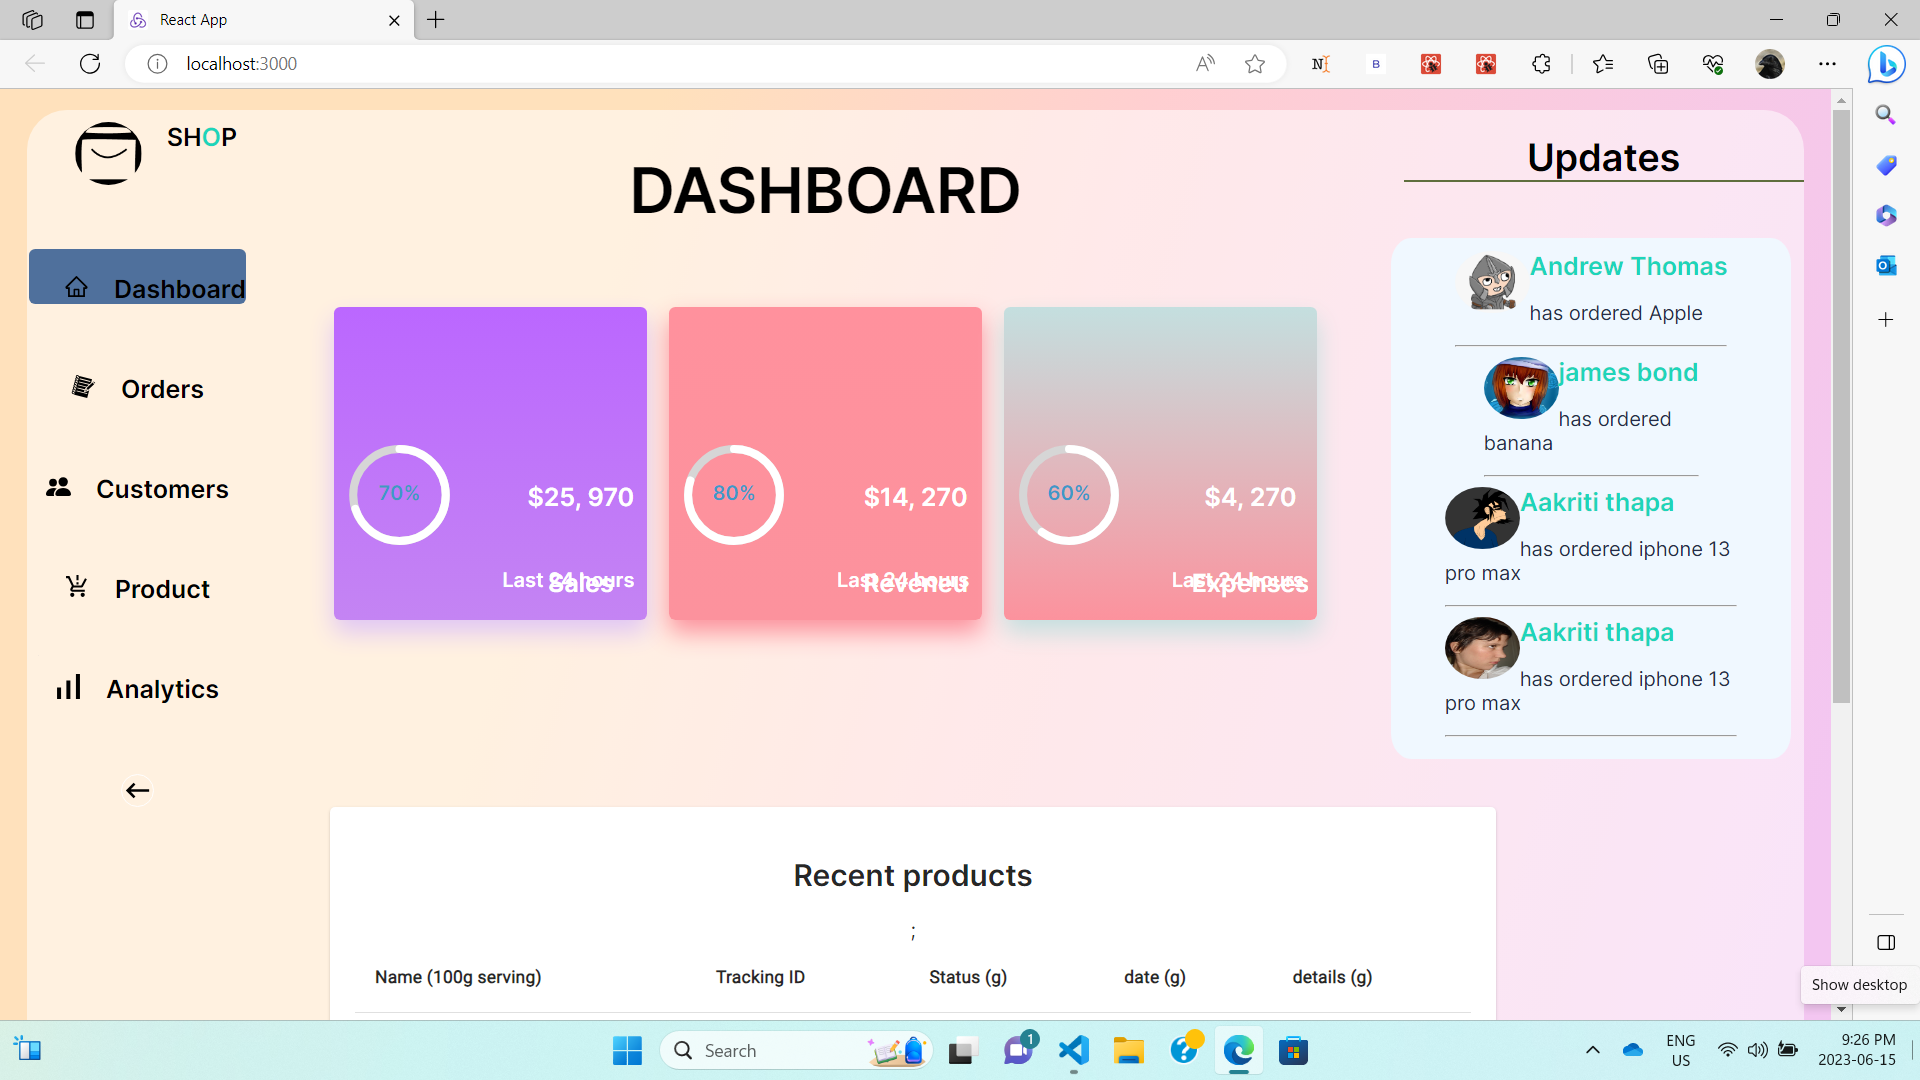 React App
localhost:3000
SHOP
DASHBOARD
Updates
Dashboard
Orders
Customers
Product
Analytics
70%
$25, 970
Last 24 hours
Sales
80%
$14, 270
Last 24 hours
Reveneu
60%
$4, 270
Last 24 hours
Expenses
Andrew Thomas
has ordered Apple
james bond
has ordered
banana
Aakriti thapa
has ordered iphone 13
pro max
Aakriti thapa
has ordered iphone 13
pro max
Recent products
;
Name (100g serving) Tracking ID Status (g) date (g) details (g)
Show desktop
Search
1
ENG
US
9:26 PM
2023-06-15